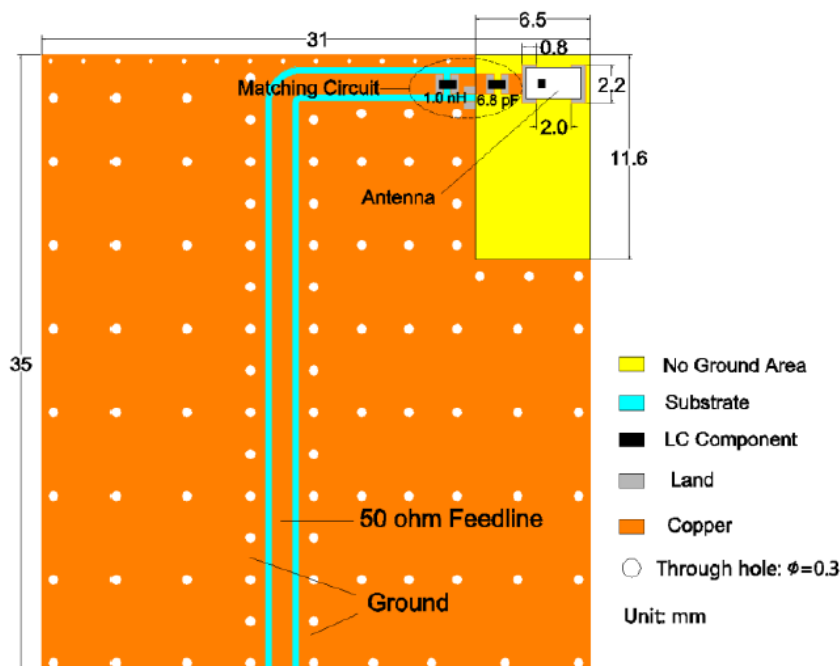 6.5
31
0.8
Matching Circuit
1.0 nH
6.8 pF
2.2
2.0
11.6
Antenna
35
No Ground Area
Substrate
LC Component
Land
50 ohm Feedline
Copper
Through hole: ϕ=0.3
Ground
Unit: mm